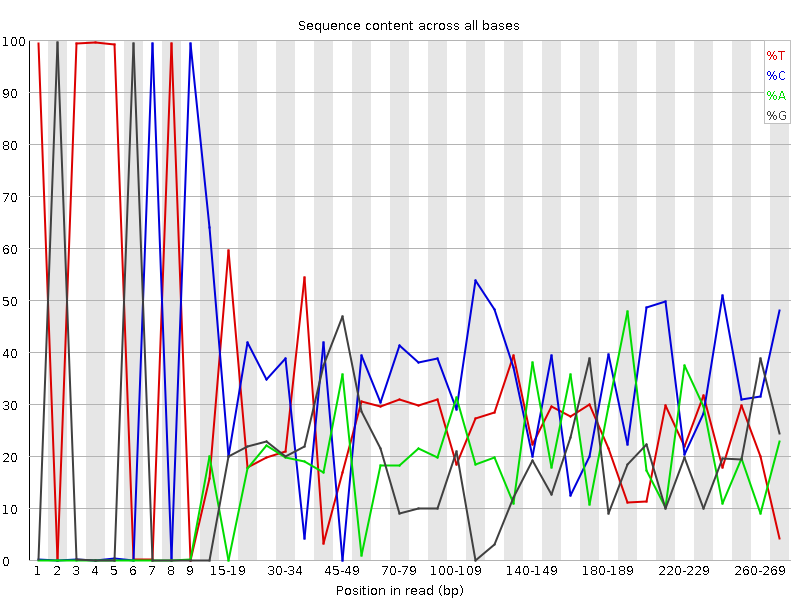 Sequence content across all bases
%T
%C
%A
%G
100
90
80
70
60
50
40
30
20
10
0
1 2 3 4 5 6 7 8 9 15-19 30-34 45-49 70-79 100-109 140-149 180-189 220-229 260-269
Position in read (bp)